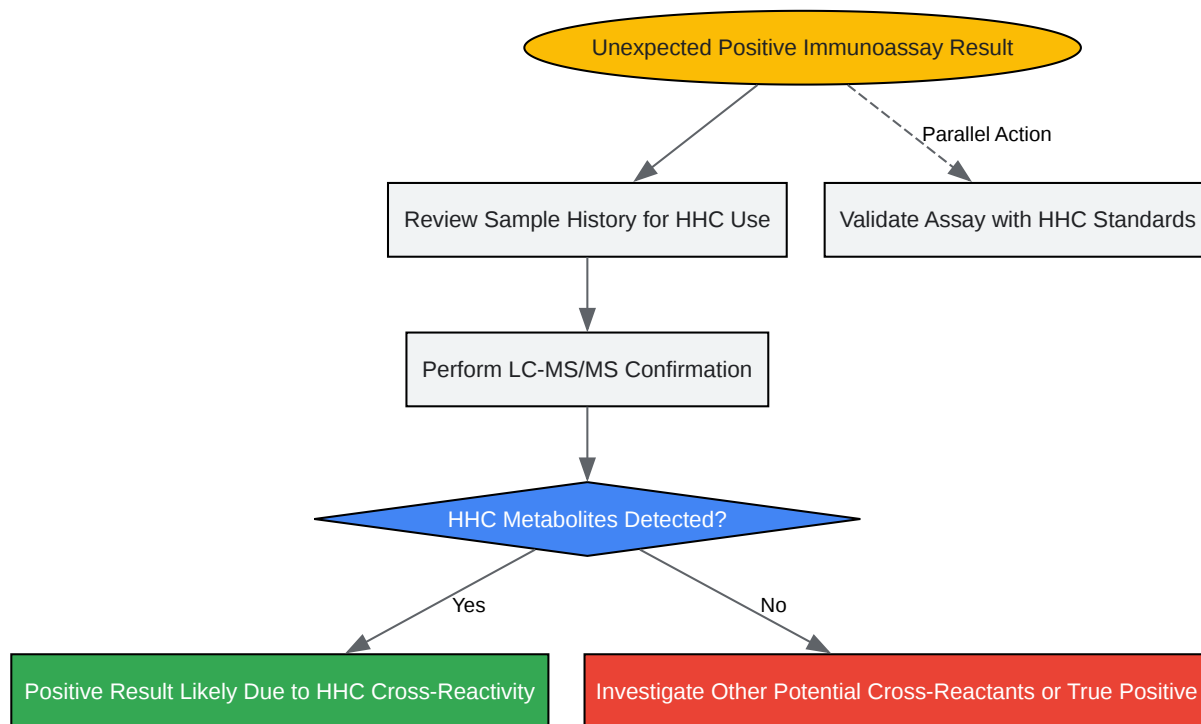 Unexpected Positive Immunoassay Result
Parallel Action
Review Sample History for HHC Use
Validate Assay with HHC Standards
Perform LC-MS/MS Confirmation
HHC Metabolites Detected?
Yes
No
Positive Result Likely Due to HHC Cross-Reactivity
Investigate Other Potential Cross-Reactants or True Positive